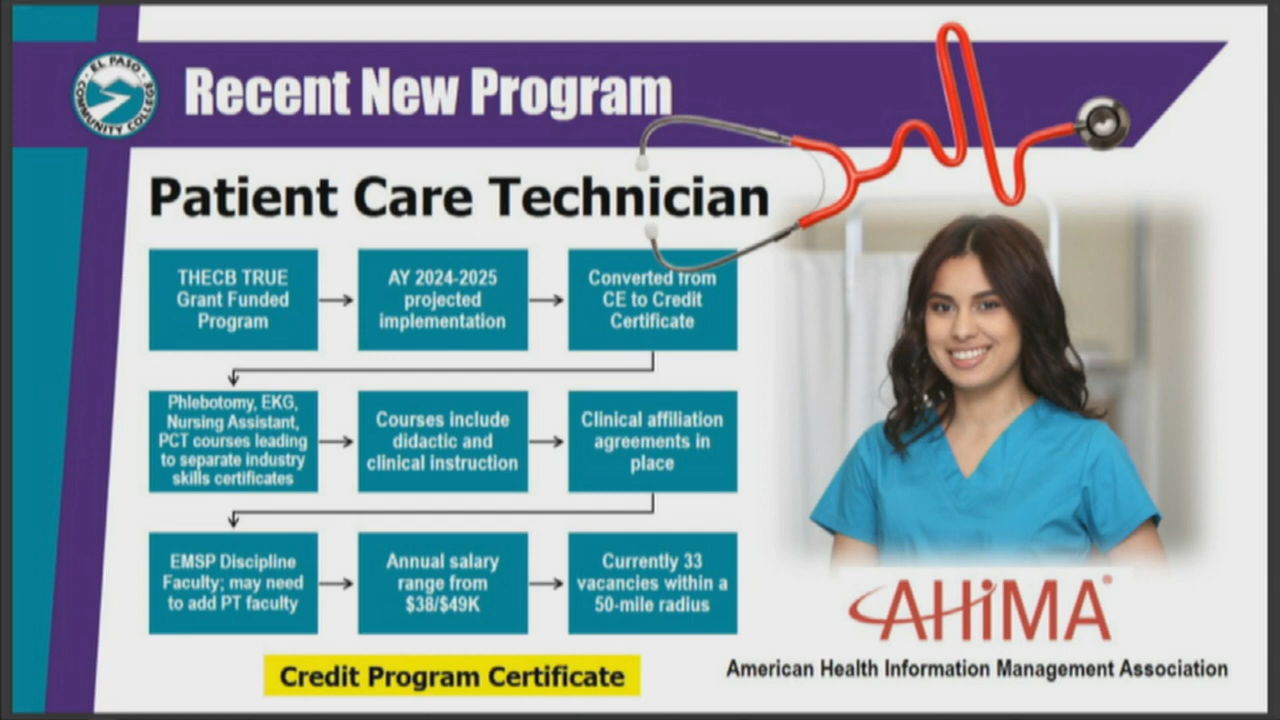 EL PASO
COMMUNITY COLLEGE
Recent New Program
Patient Care Technician
THECB TRUE
Grant Funded
Program
AY 2024-2025
projected
implementation
Converted from
CE to Credit
Certificate
Phlebotomy, EKG,
Nursing Assistant,
PCT courses leading
to separate industry
skills certificates
Courses include
didactic and
clinical instruction
Clinical affiliation
agreements in
place
EMSP Discipline
Faculty; may need
to add PT faculty
Annual salary
range from
$38/$49K
Currently 33
vacancies within a
50-mile radius
Credit Program Certificate
AHiMA®
American Health Information Management Association